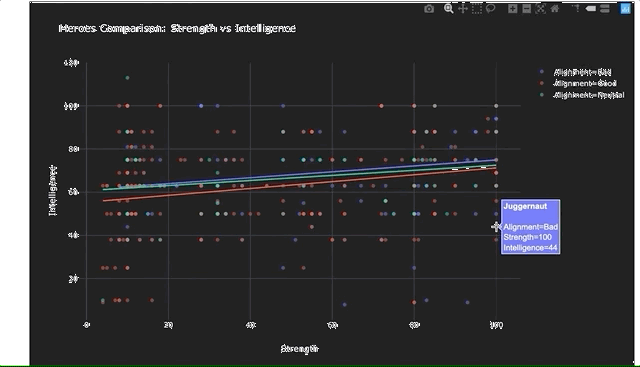 Heroes Comparison: Strength vs Intelligence
Alignment=Bad
Alignment=Good
Alignment=Neutral
120
100
80
60
40
20
Intelligence
Juggernaut
Alignment=Bad
Strength=100
Intelligence=44
0
20
40
60
80
100
Strength